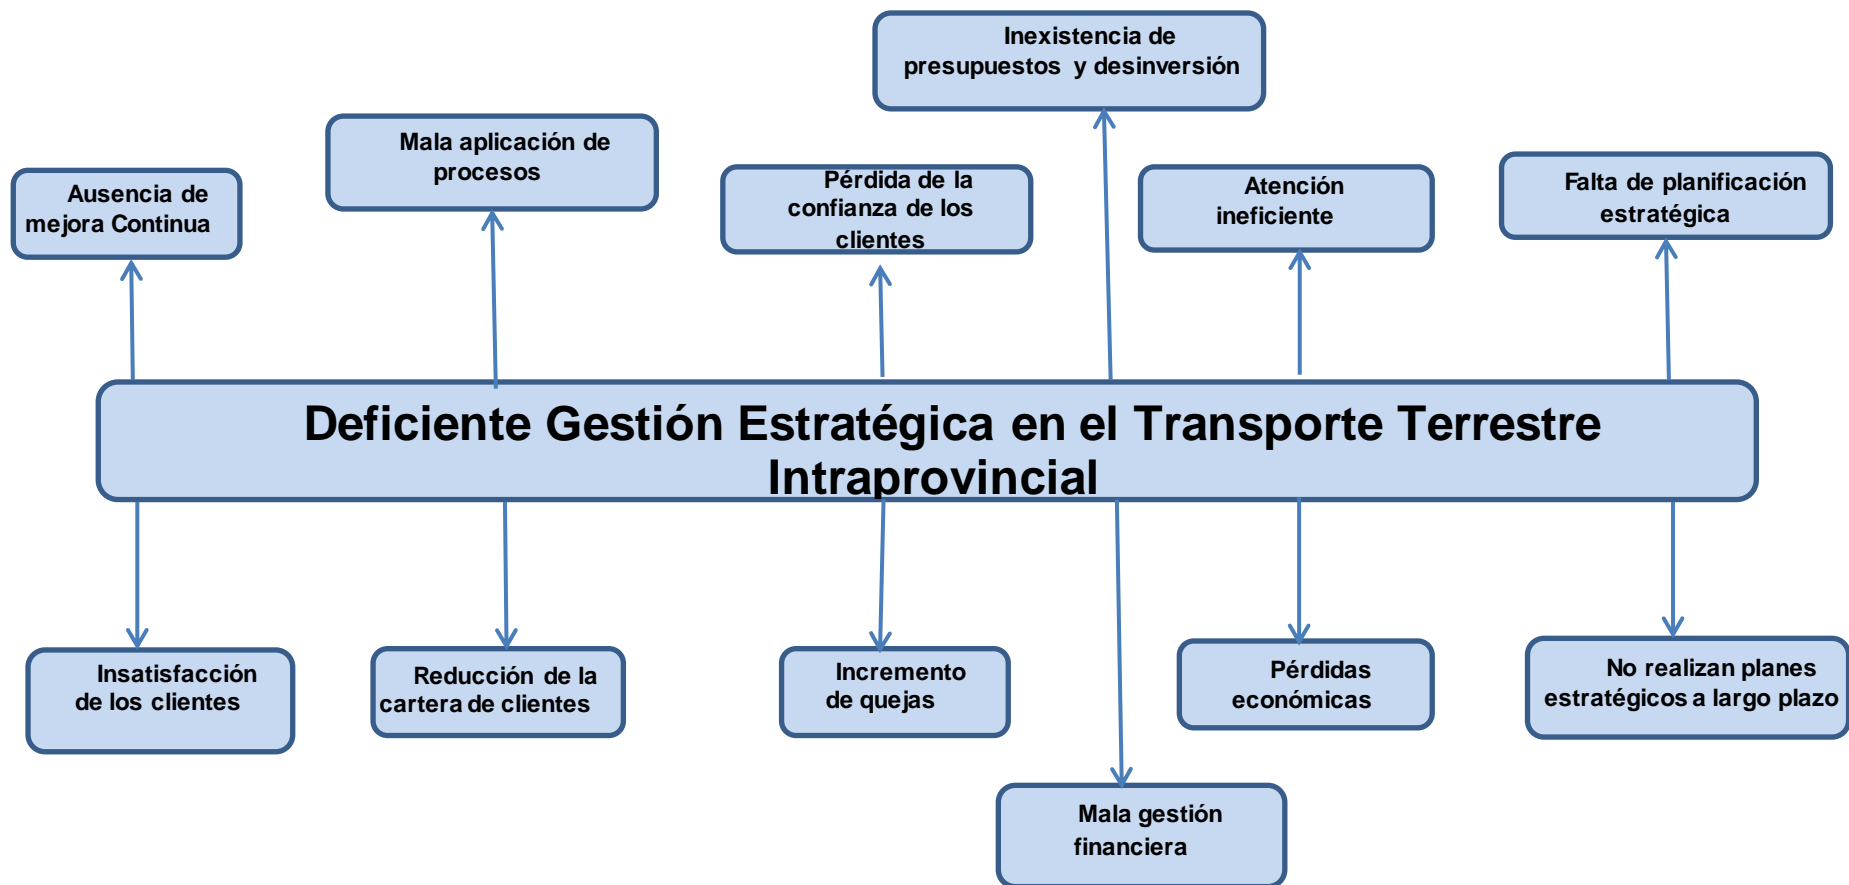 Inexistencia de
presupuestos y desinversión
Mala aplicación de
procesos
Ausencia de
mejora Continua
Pérdida de la
confianza de los
clientes
Atención
ineficiente
Falta de planificación
estratégica
Deficiente Gestión Estratégica en el Transporte Terrestre
Intraprovincial
Insatisfacción
de los clientes
Reducción de la
cartera de clientes
Incremento
de quejas
Pérdidas
económicas
No realizan planes
estratégicos a largo plazo
Mala gestión
financiera